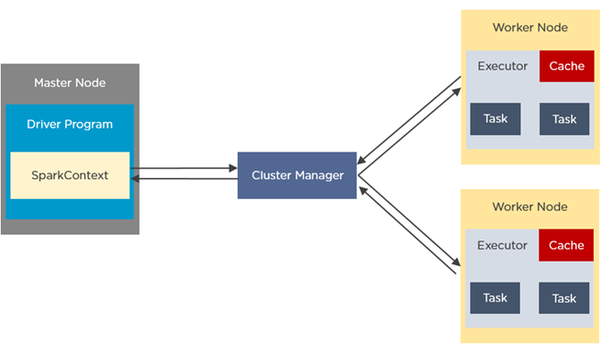 Master Node
Driver Program
SparkContext
Cluster Manager
Worker Node
Executor
Cache
Task
Task
Worker Node
Executor
Cache
Task
Task